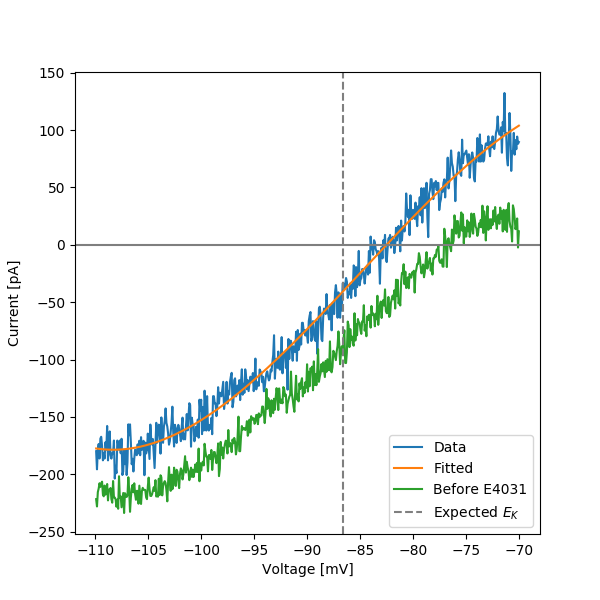 150
100
50
0
−50
−100
−150
−200
−250
Current [pA]
−110 −105 −100 −95 −90 −85 −80 −75 −70
Voltage [mV]
Data
Fitted
Before E4031
Expected E_K